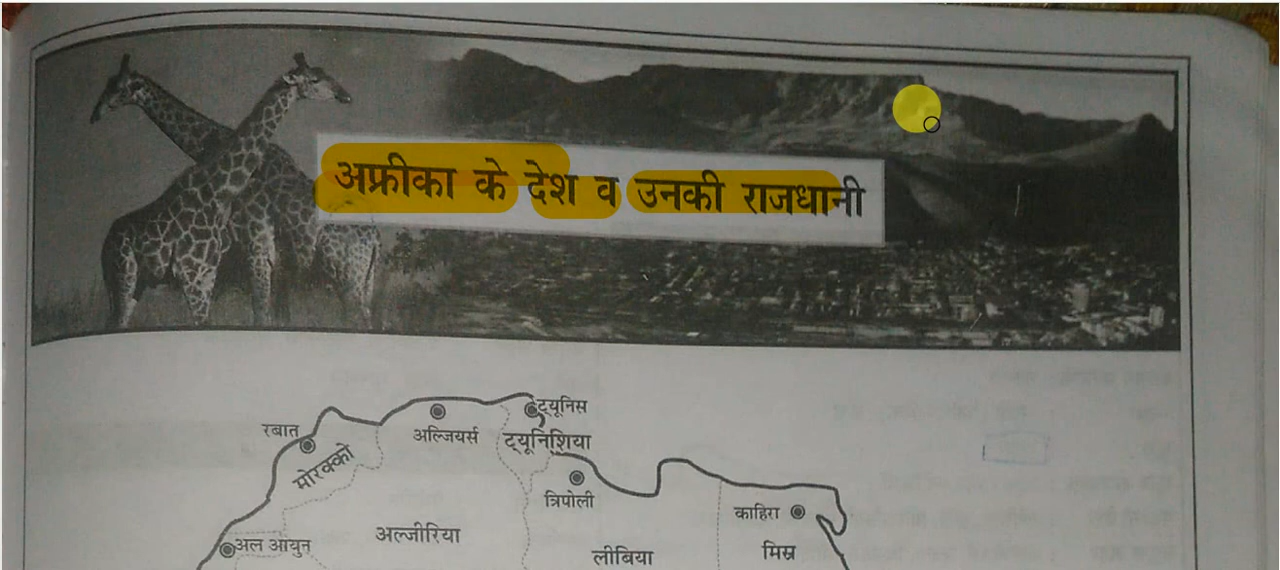 अफ्रीका के देश व उनकी राजधानी
ट्यूनिस
रबात
अल्जियर्स
ट्यूनिशिया
मोरक्को
त्रिपोली
काहिरा
अल्जीरिया
अल आयुन
लीबिया
मिस्र